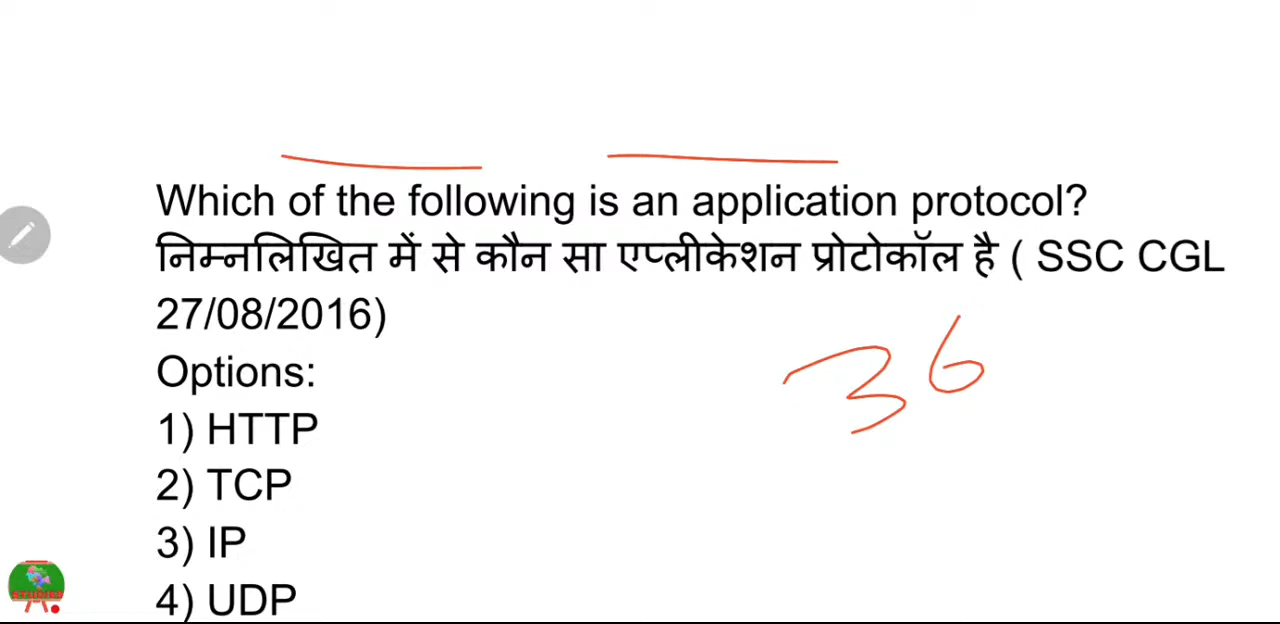 Which of the following is an application protocol?
निम्नलिखित में से कौन सा एप्लीकेशन प्रोटोकॉल है ( SSC CGL
27/08/2016)
36
Options:
1) HTTP
2) TCP
3) IP
4) UDP
STUDIES